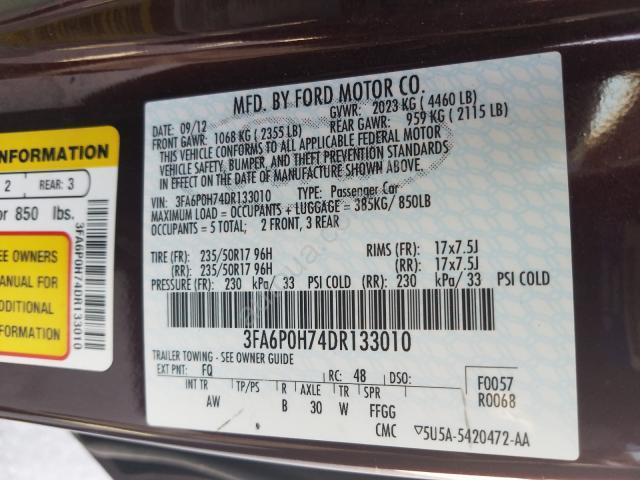 MFD. BY FORD MOTOR CO.
DATE: 09/12 GVWR: 2023 KG ( 4460 LB)
FRONT GAWR: 1068 KG ( 2355 LB) REAR GAWR: 959 KG ( 2115 LB)
THIS VEHICLE CONFORMS TO ALL APPLICABLE FEDERAL MOTOR
VEHICLE SAFETY, BUMPER, AND THEFT PREVENTION STANDARDS
IN EFFECT ON THE DATE OF MANUFACTURE SHOWN ABOVE.
VIN: 3FA6P0H74DR133010 TYPE: Passenger Car
MAXIMUM LOAD = OCCUPANTS + LUGGAGE = 385KG/ 850LB
OCCUPANTS = 5 TOTAL; 2 FRONT, 3 REAR
TIRE (FR): 235/50R17 96H RIMS (FR): 17x7.5J
(RR): 235/50R17 96H (RR): 17x7.5J
PRESSURE (FR): 230 kPa/ 33 PSI COLD (RR): 230 kPa/ 33 PSI COLD
3FA6P0H74DR133010
TRAILER TOWING - SEE OWNER GUIDE
EXT PNT: FQ RC: 48 DSO: F0057
INT TR TP/PS R AXLE TR SPR R0068
AW B 30 W FFGG
CMC 5U5A-5420472-AA
INFORMATION
2 REAR: 3
or 850 lbs.
EE OWNERS
MANUAL FOR
ADDITIONAL
INFORMATION
3FA6P0H74DR133010